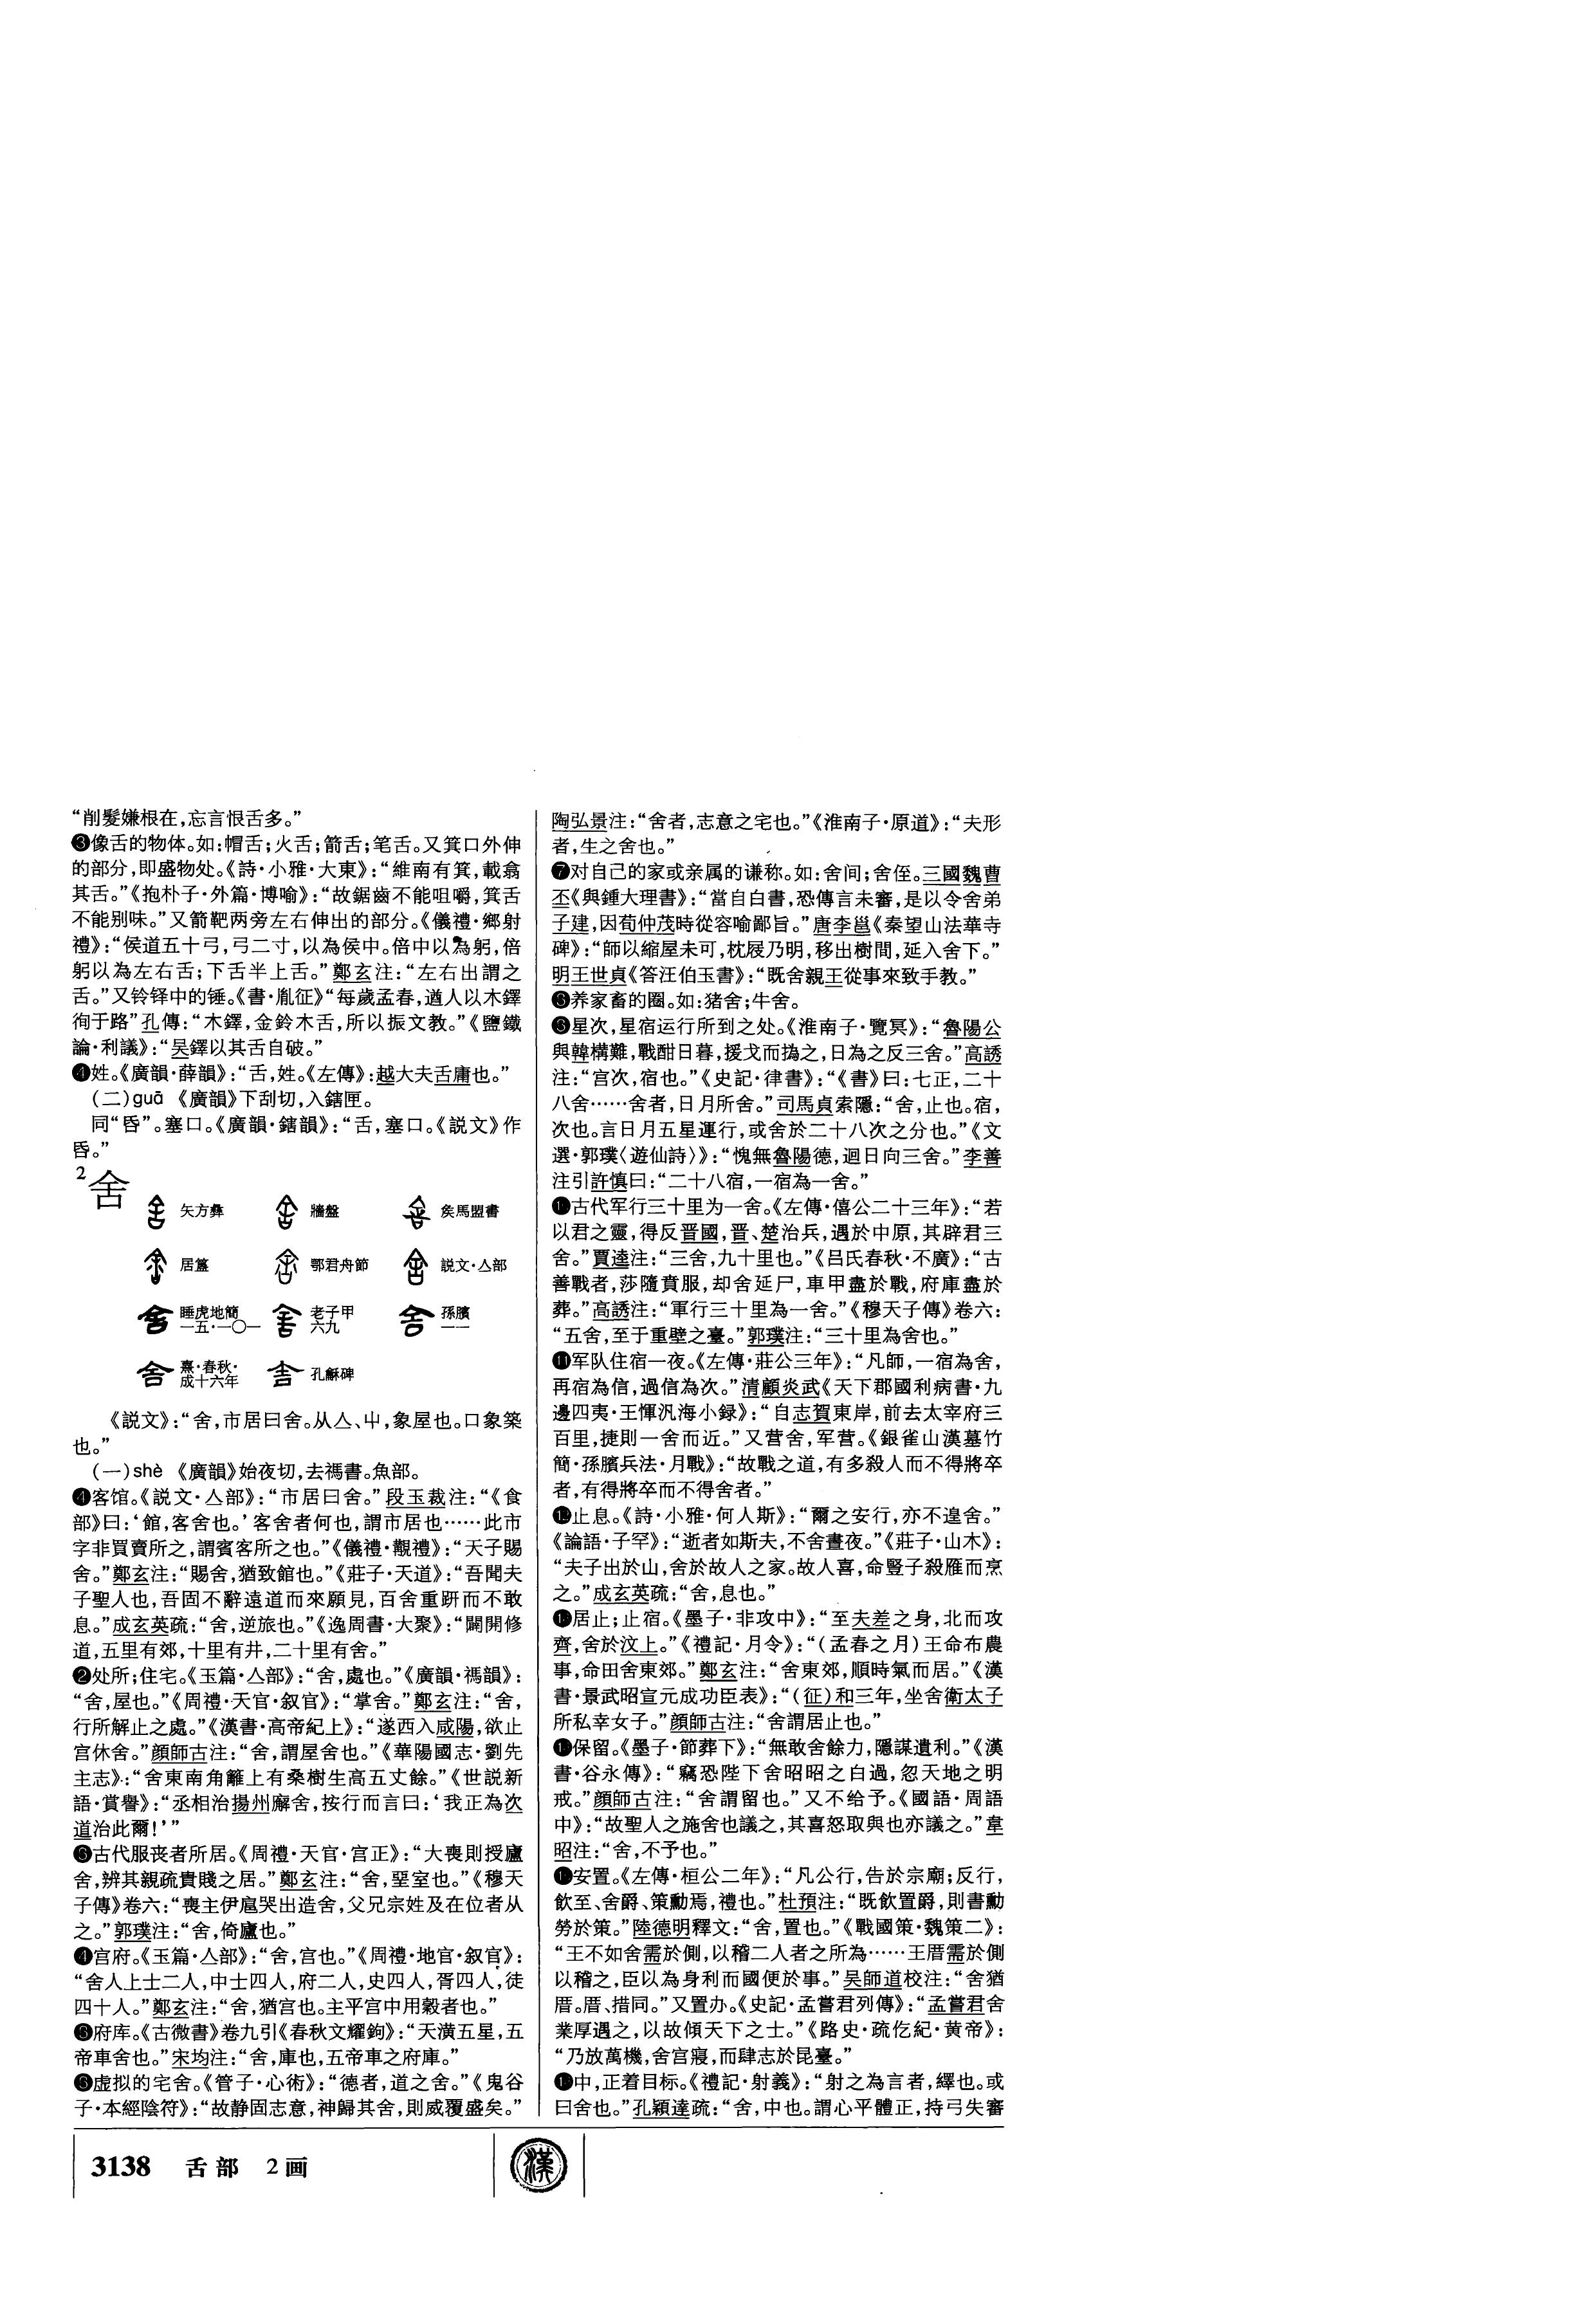 “削髮嫌根在，忘言恨舌多。”
❸像舌的物体。如：帽舌；火舌；箭舌；笔舌。又箕口外伸
的部分，即盛物处。《詩·小雅·大東》：“維南有箕，載翕
其舌。”《抱朴子·外篇·博喻》：“故鋸齒不能咀嚼，箕舌
不能别味。”又箭靶两旁左右伸出的部分。《儀禮·鄉射
禮》：“侯道五十弓，弓二寸，以為侯中。倍中以為躬，倍
躬以為左右舌；下舌半上舌。”鄭玄注：“左右出謂之
舌。”又铃铎中的锤。《書·胤征》“每歲孟春，遒人以木鐸
徇于路”孔傳：“木鐸，金鈴木舌，所以振文教。”《鹽鐵
論·利議》：“吴鐸以其舌自破。”
❹姓。《廣韻·薛韻》：“舌，姓。《左傳》：越大夫舌庸也。”
（二）guā 《廣韻》下刮切，入鎋匣。
同“𠯑”。塞口。《廣韻·鎋韻》：“舌，塞口。《説文》作
𠯑。”
2舍
矢方彝 牆盤 矦馬盟書
居簋 鄂君舟節 説文·亼部
睡虎地簡一五·一〇一 老子甲六九 孫臏一一
熹·春秋·成十六年 孔龢碑
《説文》：“舍，市居曰舍。从亼、屮，象屋也。口象築
也。”
（一）shè 《廣韻》始夜切，去禡書。魚部。
客馆。《説文·亼部》：“市居曰舍。”段玉裁注：“《食
部》曰：‘館，客舍也。’客舍者何也，謂市居也……此市
字非買賣所之，謂賓客所之也。”《儀禮·覲禮》：“天子賜
舍。”鄭玄注：“賜舍，猶致館也。”《莊子·天道》：“吾聞夫
子聖人也，吾固不辭遠道而來願見，百舍重趼而不敢
息。”成玄英疏：“舍，逆旅也。”《逸周書·大聚》：“闢開修
道，五里有郊，十里有井，二十里有舍。”
❷处所；住宅。《玉篇·亼部》：“舍，處也。”《廣韻·禡韻》：
“舍，屋也。”《周禮·天官·叙官》：“掌舍。”鄭玄注：“舍，
行所解止之處。”《漢書·高帝紀上》：“遂西入咸陽，欲止
宫休舍。”顔師古注：“舍，謂屋舍也。”《華陽國志·劉先
主志》：“舍東南角籬上有桑樹生高五丈餘。”《世説新
語·賞譽》：“丞相治揚州廨舍，按行而言曰：‘我正為次
道治此爾！’”
❸古代服丧者所居。《周禮·天官·宫正》：“大喪則授廬
舍，辨其親疏貴賤之居。”鄭玄注：“舍，堊室也。”《穆天
子傳》卷六：“喪主伊扈哭出造舍，父兄宗姓及在位者从
之。”郭璞注：“舍，倚廬也。”
❹宫府。《玉篇·亼部》：“舍，宫也。”《周禮·地官·叙官》：
“舍人上士二人，中士四人，府二人，史四人，胥四人，徒
四十人。”鄭玄注：“舍，猶宫也。主平宫中用穀者也。”
❺府库。《古微書》卷九引《春秋文耀鉤》：“天潢五星，五
帝車舍也。”宋均注：“舍，庫也，五帝車之府庫。”
❻虚拟的宅舍。《管子·心術》：“德者，道之舍。”《鬼谷
子·本經陰符》：“故静固志意，神歸其舍，則威覆盛矣。”
陶弘景注：“舍者，志意之宅也。”《淮南子·原道》：“夫形
者，生之舍也。”
❼对自己的家或亲属的谦称。如：舍间；舍侄。三國魏曹
丕《與鍾大理書》：“當自白書，恐傳言未審，是以令舍弟
子建，因荀仲茂時從容喻鄙旨。”唐李邕《秦望山法華寺
碑》：“師以縮屋未可，枕屐乃明，移出樹間，延入舍下。”
明王世貞《答汪伯玉書》：“既舍親王從事來致手教。”
❽养家畜的圈。如：猪舍；牛舍。
❾星次，星宿运行所到之处。《淮南子·覽冥》：“魯陽公
與韓構難，戰酣日暮，援戈而撝之，日為之反三舍。”高誘
注：“宫次，宿也。”《史記·律書》：“《書》曰：七正，二十
八舍……舍者，日月所舍。”司馬貞索隱：“舍，止也。宿，
次也。言日月五星運行，或舍於二十八次之分也。”《文
選·郭璞〈遊仙詩〉》：“愧無魯陽德，迴日向三舍。”李善
注引許慎曰：“二十八宿，一宿為一舍。”
❿古代军行三十里为一舍。《左傳·僖公二十三年》：“若
以君之靈，得反晋國，晋、楚治兵，遇於中原，其辟君三
舍。”賈逵注：“三舍，九十里也。”《吕氏春秋·不廣》：“古
善戰者，莎隨賁服，却舍延尸，車甲盡於戰，府庫盡於
葬。”高誘注：“軍行三十里為一舍。”《穆天子傳》卷六：
“五舍，至于重壁之臺。”郭璞注：“三十里為舍也。”
⓫军队住宿一夜。《左傳·莊公三年》：“凡師，一宿為舍，
再宿為信，過信為次。”清顧炎武《天下郡國利病書·九
邊四夷·王惲汎海小録》：“自志賀東岸，前去太宰府三
百里，捷則一舍而近。”又营舍，军营。《銀雀山漢墓竹
簡·孫臏兵法·月戰》：“故戰之道，有多殺人而不得將卒
者，有得將卒而不得舍者。”
⓬止息。《詩·小雅·何人斯》：“爾之安行，亦不遑舍。”
《論語·子罕》：“逝者如斯夫，不舍晝夜。”《莊子·山木》：
“夫子出於山，舍於故人之家。故人喜，命豎子殺雁而烹
之。”成玄英疏：“舍，息也。”
⓭居止；止宿。《墨子·非攻中》：“至夫差之身，北而攻
齊，舍於汶上。”《禮記·月令》：“（孟春之月）王命布農
事，命田舍東郊。”鄭玄注：“舍東郊，順時氣而居。”《漢
書·景武昭宣元成功臣表》：“（征）和三年，坐舍衛太子
所私幸女子。”顔師古注：“舍謂居止也。”
⓮保留。《墨子·節葬下》：“無敢舍餘力，隱謀遺利。”《漢
書·谷永傳》：“竊恐陛下舍昭昭之白過，忽天地之明
戒。”顔師古注：“舍謂留也。”又不给予。《國語·周語
中》：“故聖人之施舍也議之，其喜怒取與也亦議之。”韋
昭注：“舍，不予也。”
⓯安置。《左傳·桓公二年》：“凡公行，告於宗廟；反行，
飲至、舍爵、策勳焉，禮也。”杜預注：“既飲置爵，則書勳
勞於策。”陸德明釋文：“舍，置也。”《戰國策·魏策二》：
“王不如舍需於側，以稽二人者之所為……王厝需於側
以稽之，臣以為身利而國便於事。”吴師道校注：“舍猶
厝。厝、措同。”又置办。《史記·孟嘗君列傳》：“孟嘗君舍
業厚遇之，以故傾天下之士。”《路史·疏仡紀·黄帝》：
“乃放萬機，舍宫寢，而肆志於昆臺。”
⓰中，正着目标。《禮記·射義》：“射之為言者，繹也。或
曰舍也。”孔穎達疏：“舍，中也。謂心平體正，持弓失審
3138 舌部 2画
漢